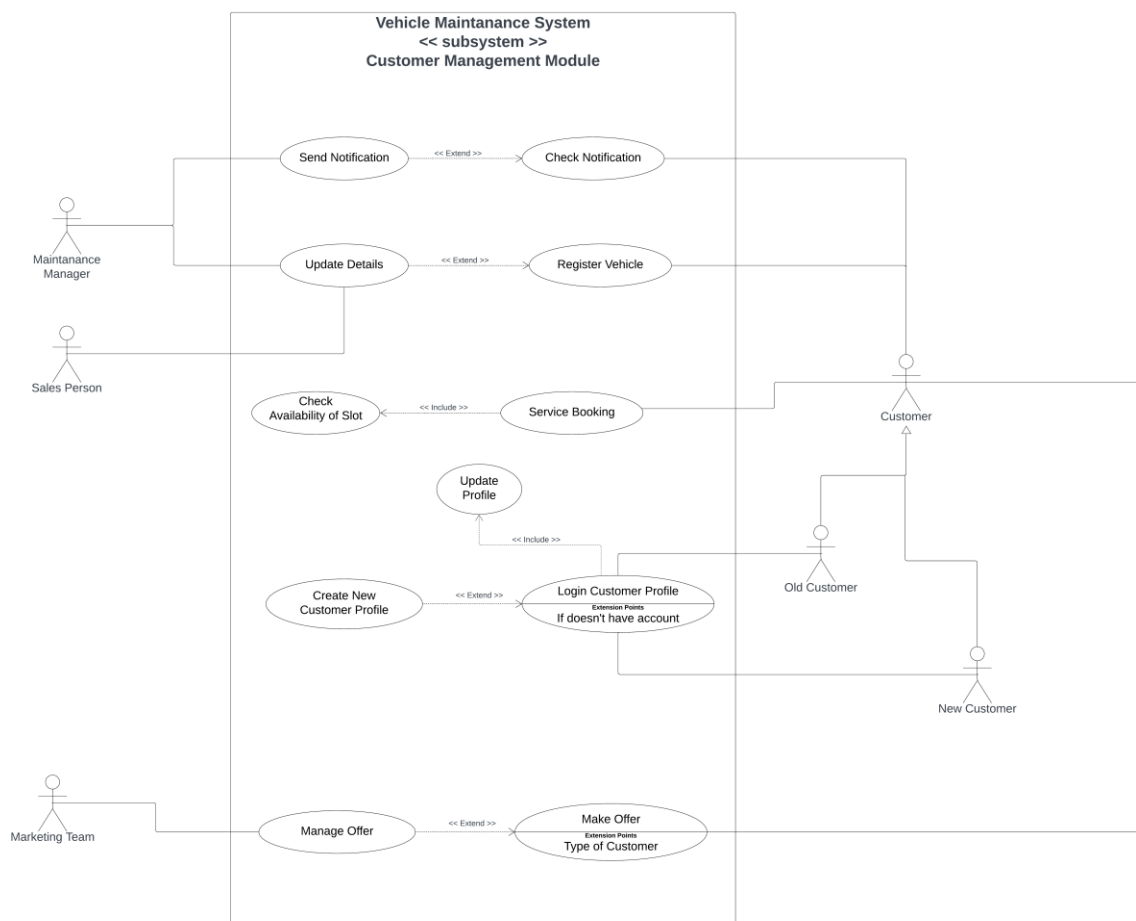 Vehicle Maintanance System
<< subsystem >>
Customer Management Module
Send Notification
<< Extend >>
Check Notification
Maintanance
Manager
Update Details
<< Extend >>
Register Vehicle
Sales Person
Check
Availability of Slot
<< Include >>
Service Booking
Customer
Update
Profile
<< Include >>
Old Customer
Create New
Customer Profile
<< Extend >>
Login Customer Profile
Extension Points
If doesn't have account
New Customer
Marketing Team
Manage Offer
<< Extend >>
Make Offer
Extension Points
Type of Customer